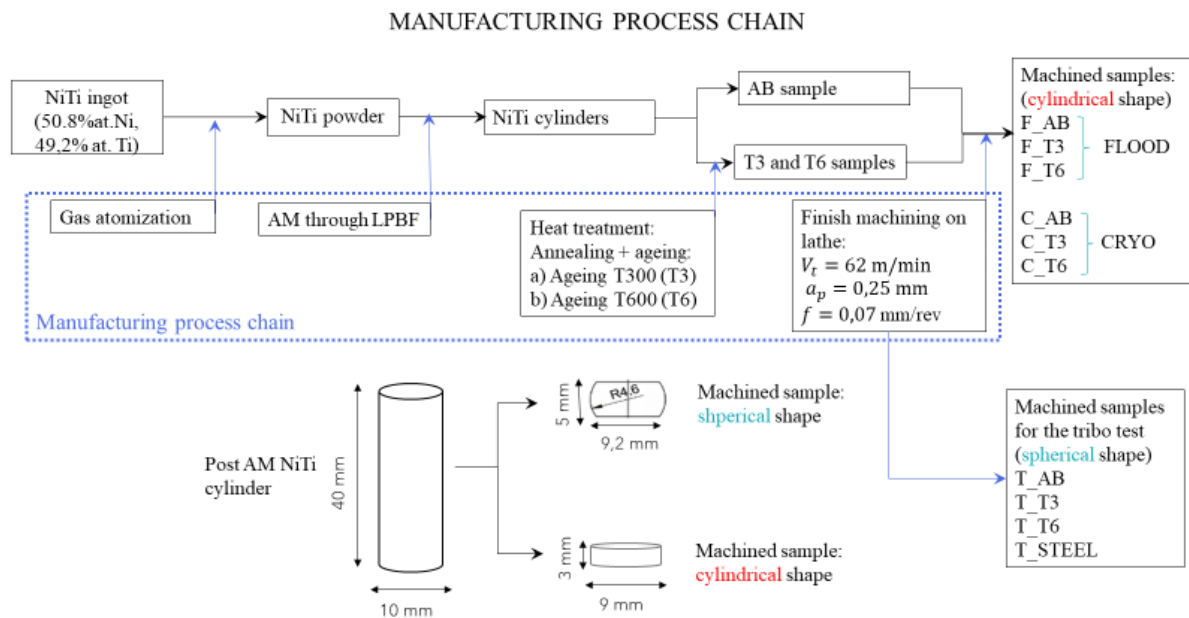 MANUFACTURING PROCESS CHAIN
NiTi ingot
(50.8%at.Ni,
49,2% at. Ti)
NiTi powder
NiTi cylinders
AB sample
T3 and T6 samples
Machined samples:
(cylindrical shape)
F_AB
F_T3
F_T6
FLOOD
C_AB
C_T3
C_T6
CRYO
Gas atomization
AM through LPBF
Heat treatment:
Annealing + ageing:
a) Ageing T300 (T3)
b) Ageing T600 (T6)
Finish machining on
lathe:
V_t = 62 m/min
a_p = 0,25 mm
f = 0,07 mm/rev
Manufacturing process chain
Post AM NiTi
cylinder
40 mm
10 mm
5 mm
R4.6
9,2 mm
Machined sample:
shperical shape
3 mm
9 mm
Machined sample:
cylindrical shape
Machined samples
for the tribo test
(spherical shape)
T_AB
T_T3
T_T6
T_STEEL